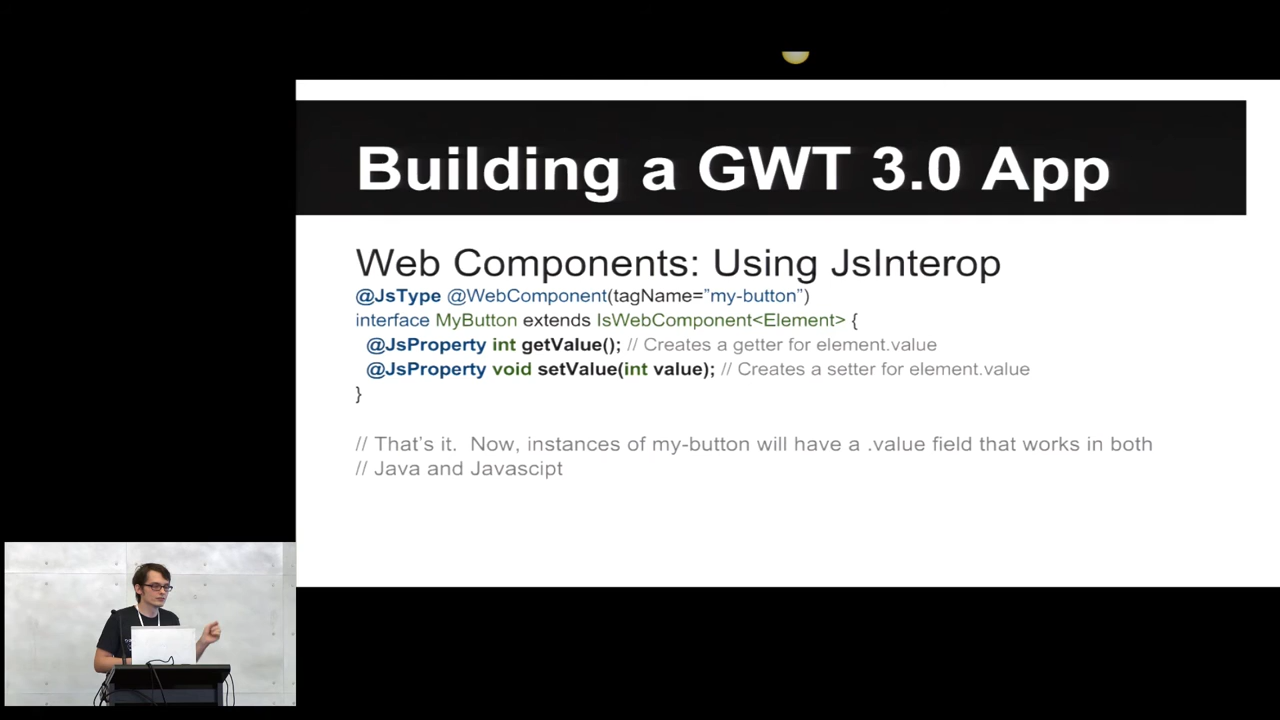 Building a GWT 3.0 App
Web Components: Using JsInterop
@JsType @WebComponent(tagName=”my-button”)
interface MyButton extends IsWebComponent<Element> {
@JsProperty int getValue(); // Creates a getter for element.value
@JsProperty void setValue(int value); // Creates a setter for element.value
}
// That’s it. Now, instances of my-button will have a .value field that works in both
// Java and Javascipt